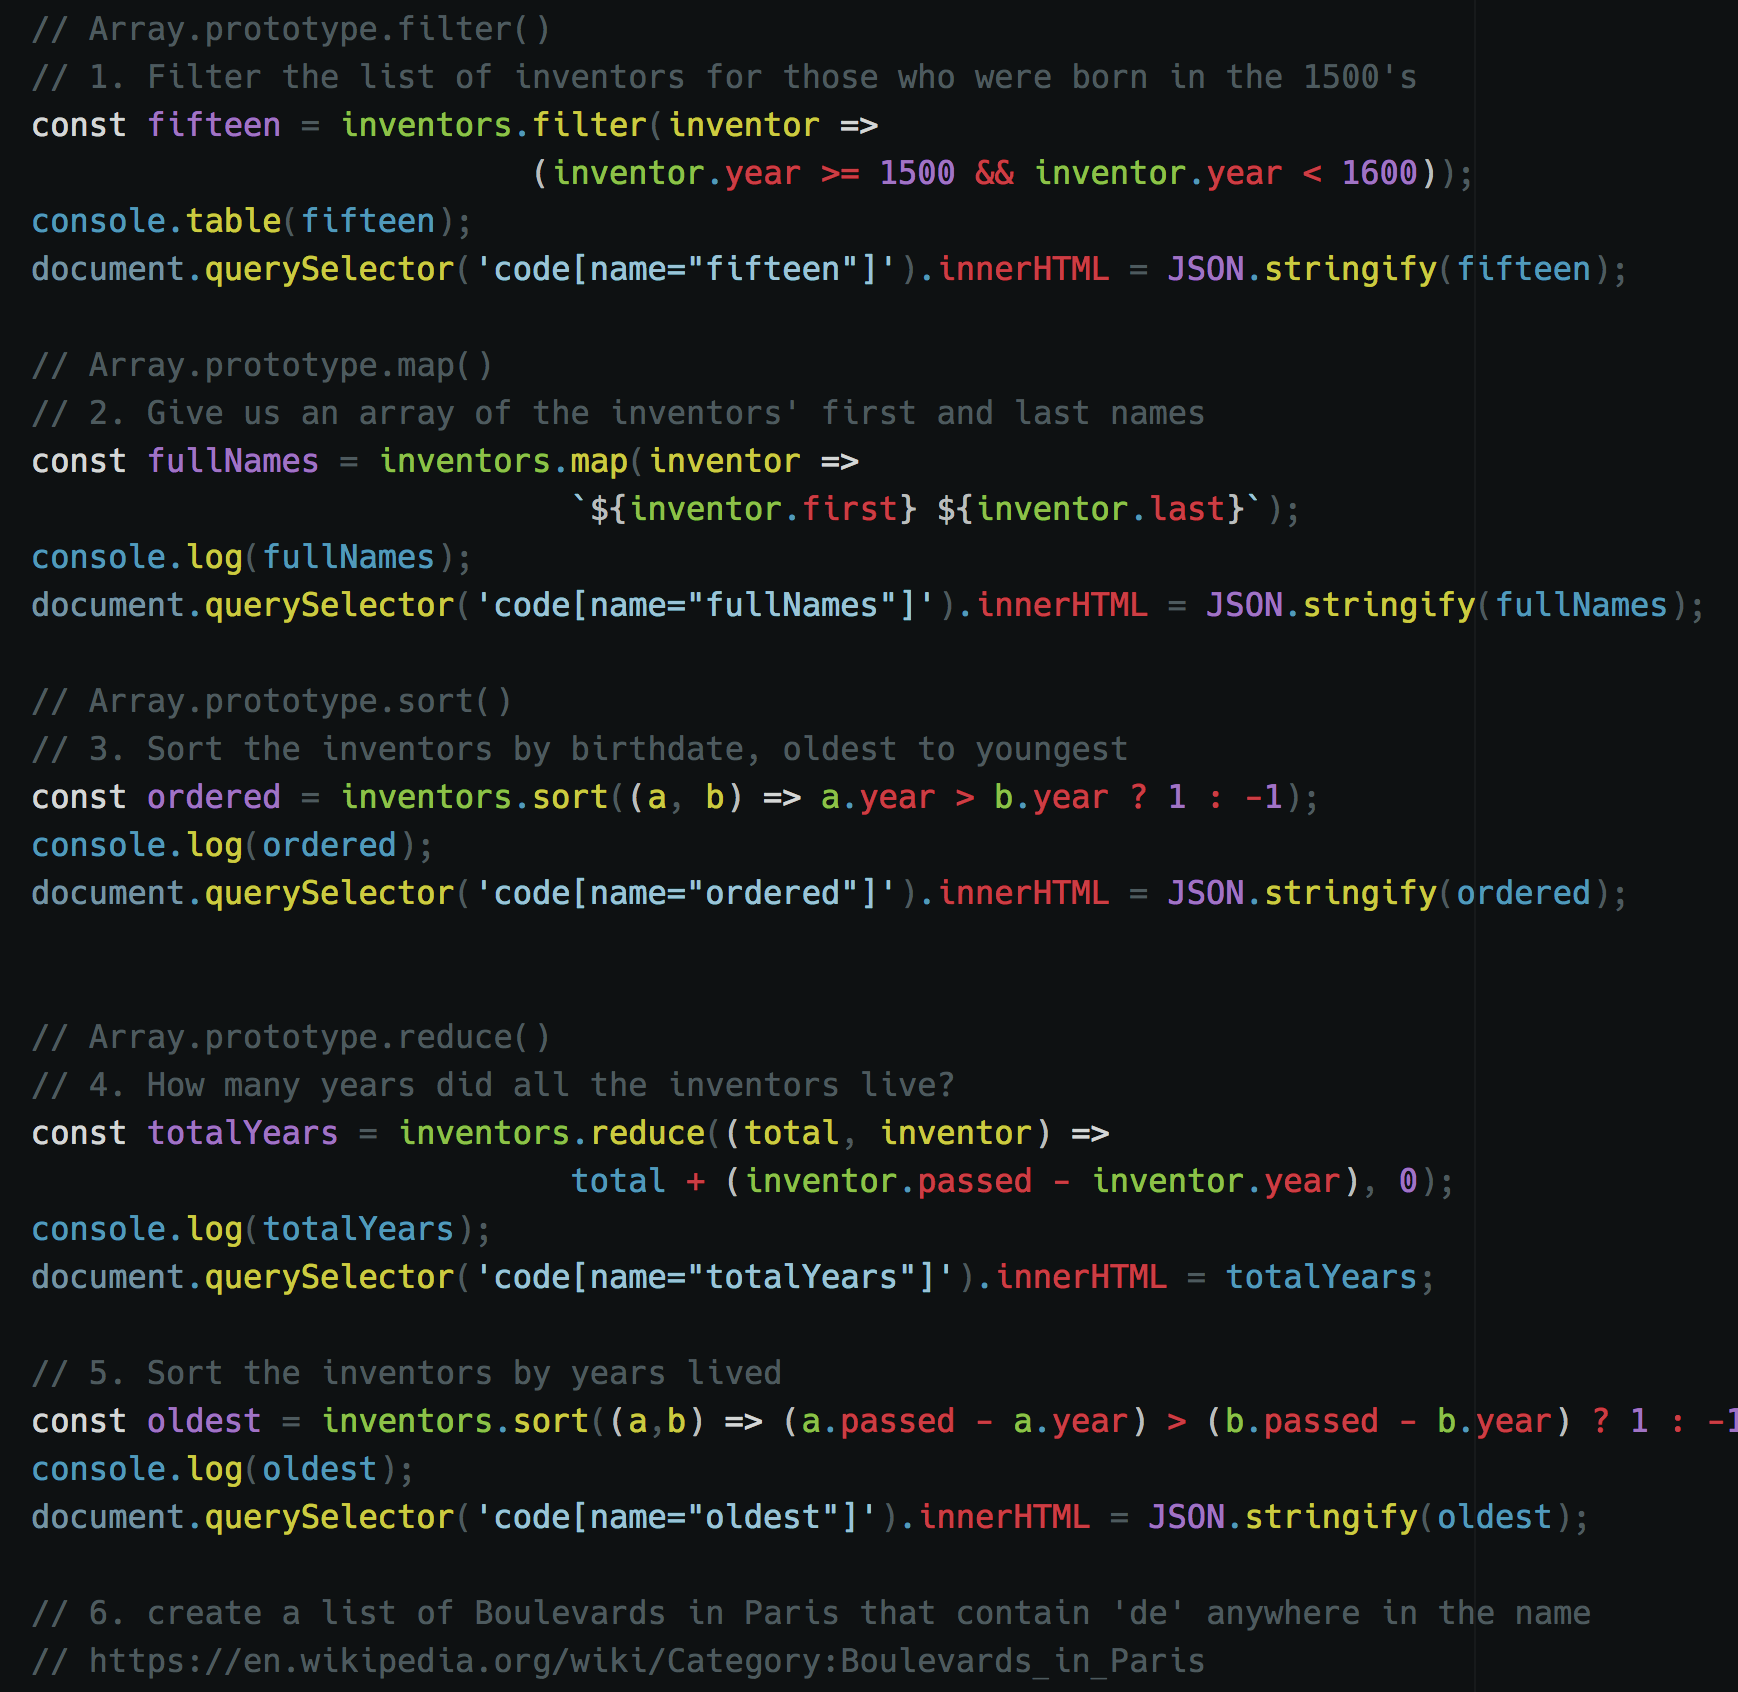 // Array.prototype.filter()
// 1. Filter the list of inventors for those who were born in the 1500's
const fifteen = inventors.filter(inventor =>
                          (inventor.year >= 1500 && inventor.year < 1600));
console.table(fifteen);
document.querySelector('code[name="fifteen"]').innerHTML = JSON.stringify(fifteen);

// Array.prototype.map()
// 2. Give us an array of the inventors' first and last names
const fullNames = inventors.map(inventor =>
                            `${inventor.first} ${inventor.last}`);
console.log(fullNames);
document.querySelector('code[name="fullNames"]').innerHTML = JSON.stringify(fullNames);

// Array.prototype.sort()
// 3. Sort the inventors by birthdate, oldest to youngest
const ordered = inventors.sort((a, b) => a.year > b.year ? 1 : -1);
console.log(ordered);
document.querySelector('code[name="ordered"]').innerHTML = JSON.stringify(ordered);

// Array.prototype.reduce()
// 4. How many years did all the inventors live?
const totalYears = inventors.reduce((total, inventor) =>
                            total + (inventor.passed - inventor.year), 0);
console.log(totalYears);
document.querySelector('code[name="totalYears"]').innerHTML = totalYears;

// 5. Sort the inventors by years lived
const oldest = inventors.sort((a,b) => (a.passed - a.year) > (b.passed - b.year) ? 1 : -1
console.log(oldest);
document.querySelector('code[name="oldest"]').innerHTML = JSON.stringify(oldest);

// 6. create a list of Boulevards in Paris that contain 'de' anywhere in the name
// https://en.wikipedia.org/wiki/Category:Boulevards_in_Paris